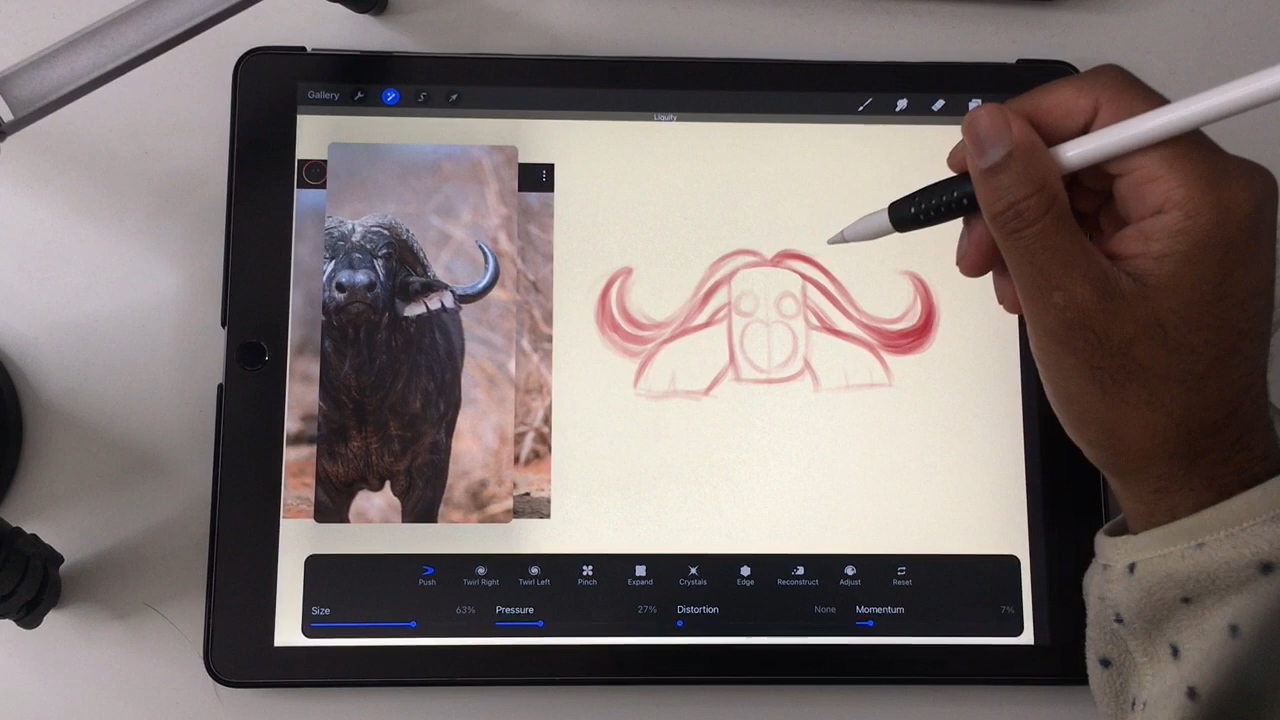 Gallery
Liquify
Push Twirl Right Twirl Left Pinch Expand Crystals Edge Reconstruct Adjust Reset
Size 63% Pressure 27% Distortion None Momentum 7%